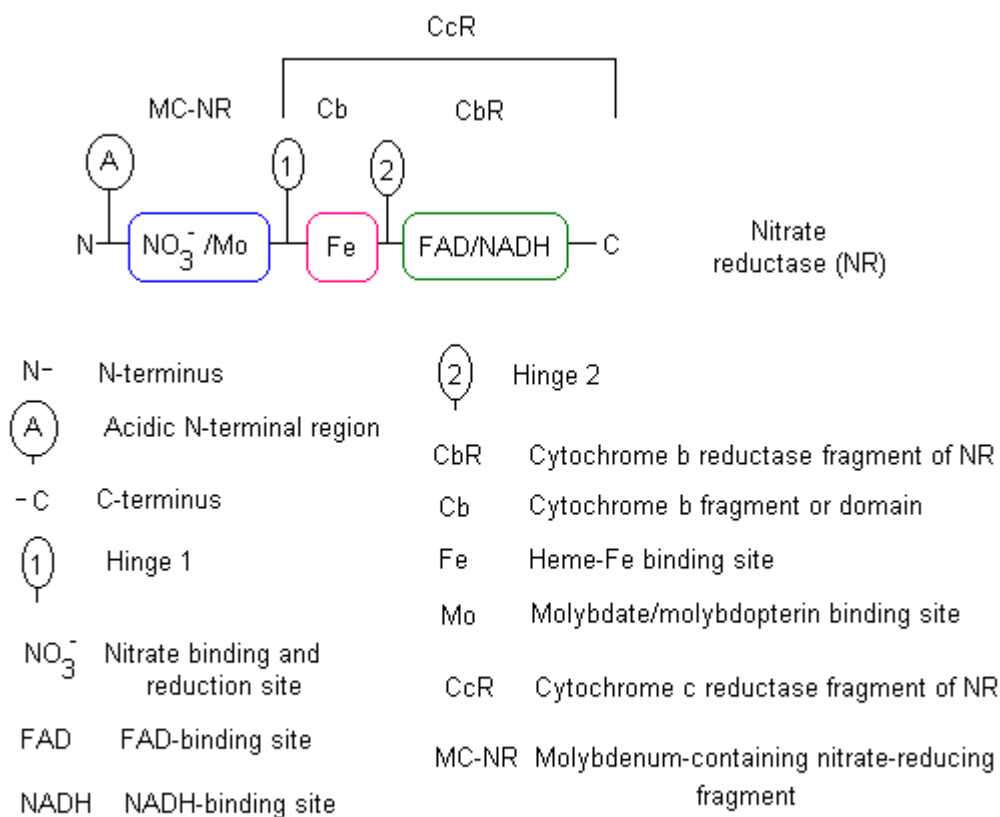 CcR
MC-NR Cb CbR
A 1 2
N NO3- /Mo Fe FAD/NADH C
Nitrate
reductase (NR)
N- N-terminus
A Acidic N-terminal region
-C C-terminus
1 Hinge 1
NO3- Nitrate binding and
reduction site
FAD FAD-binding site
NADH NADH-binding site
2 Hinge 2
CbR Cytochrome b reductase fragment of NR
Cb Cytochrome b fragment or domain
Fe Heme-Fe binding site
Mo Molybdate/molybdopterin binding site
CcR Cytochrome c reductase fragment of NR
MC-NR Molybdenum-containing nitrate-reducing
fragment